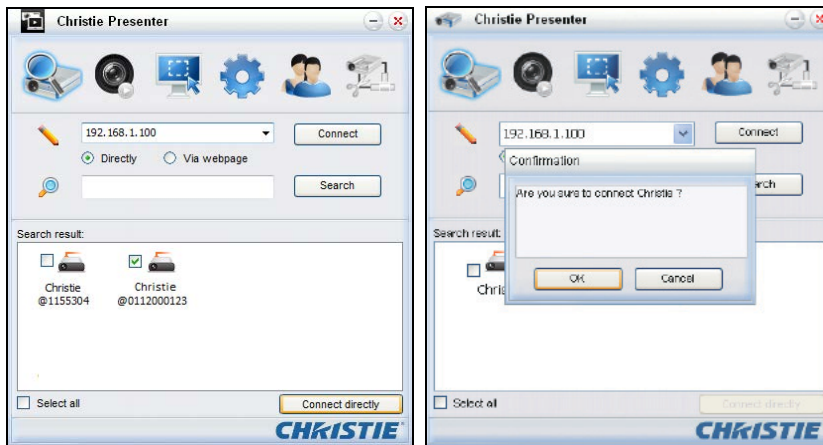 Christie Presenter
192.168.1.100
Connect
Directly
Via webpage
Search
Search result:
Christie
@1155304
Christie
@0112000123
Select all
Connect directly
CHRISTIE
Christie Presenter
192.168.1.100
Connect
Confirmation
Are you sure to connect Christie ?
rch
OK
Cancel
Search result:
Chris
Select all
Connect directly
CHRISTIE